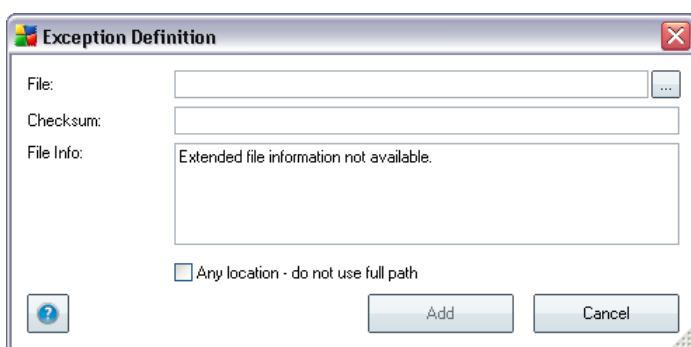 Exception Definition
File:
...
Checksum:
File Info:
Extended file information not available.
Any location - do not use full path
?
Add
Cancel